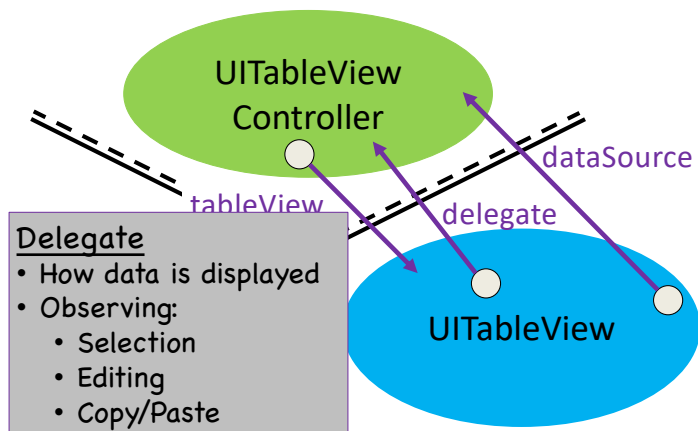 UITableView
Controller
dataSource
tableView
delegate
Delegate
• How data is displayed
• Observing:
• Selection
• Editing
• Copy/Paste
UITableView